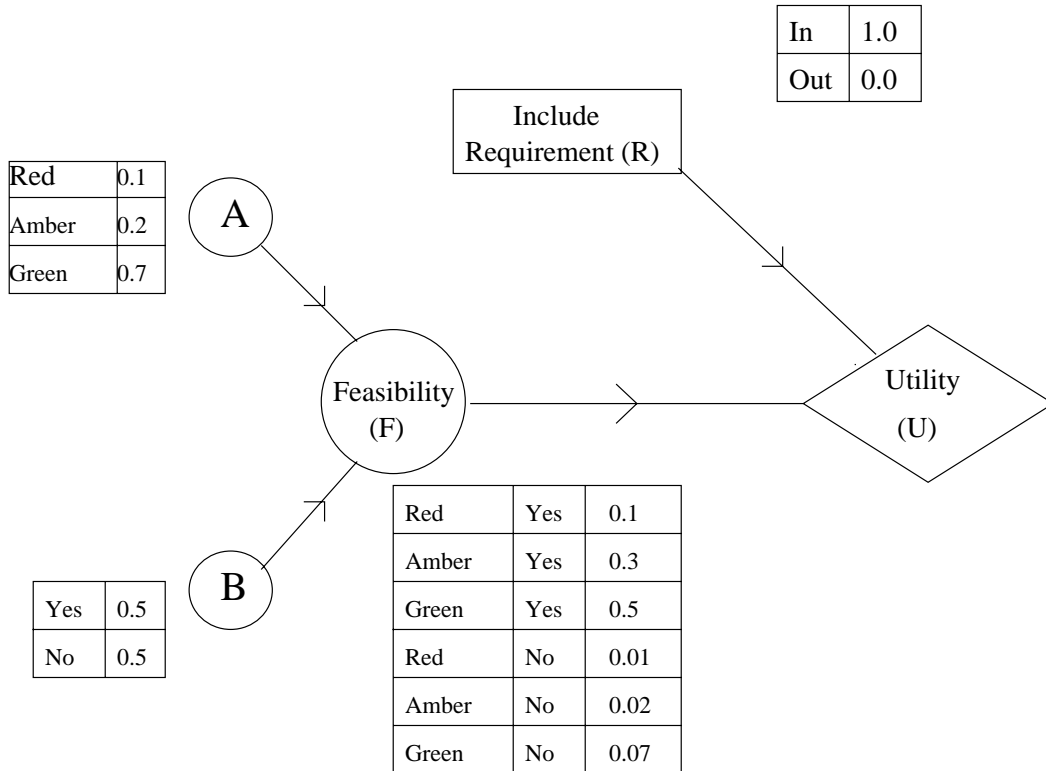 In 1.0
Out 0.0
Include
Requirement (R)
Red 0.1
Amber 0.2
Green 0.7
A
Feasibility
(F)
Utility
(U)
B
Yes 0.5
No 0.5
Red Yes 0.1
Amber Yes 0.3
Green Yes 0.5
Red No 0.01
Amber No 0.02
Green No 0.07